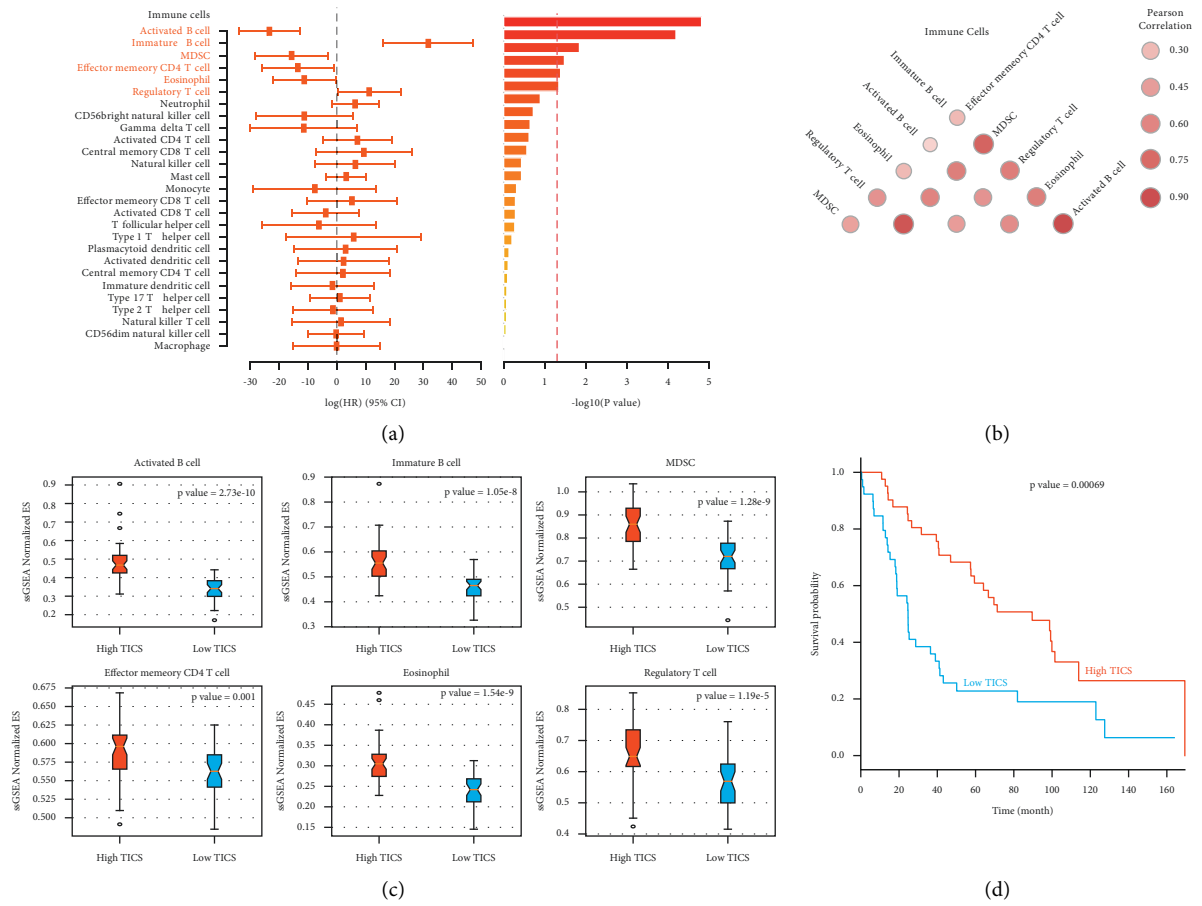 Immune cells
Activated B cell
Immature B cell
MDSC
Effector memeory CD4 T cell
Eosinophil
Regulatory T cell
Neutrophil
CD56bright natural killer cell
Gamma delta T cell
Activated CD4 T cell
Central memory CD8 T cell
Natural killer cell
Mast cell
Monocyte
Effector memeory CD8 T cell
Activated CD8 T cell
T follicular helper cell
Type 1 T helper cell
Plasmacytoid dendritic cell
Activated dendritic cell
Central memory CD4 T cell
Immature dendritic cell
Type 17 T helper cell
Type 2 T helper cell
Natural killer T cell
CD56dim natural killer cell
Macrophage
-30 -20 -10 0 10 20 30 40 50
log(HR) (95% CI)
0 1 2 3 4 5
-log10(P value)
(a)
Immune Cells
Immature B cell
Activated B cell
Eosinophil
Regulatory T cell
MDSC
Effector memeory CD4 T cell
MDSC
Regulatory T cell
Eosinophil
Activated B cell
Pearson
Correlation
0.30
0.45
0.60
0.75
0.90
(b)
Activated B cell
p value = 2.73e-10
ssGSEA Normalized ES
0.9
0.8
0.7
0.6
0.5
0.4
0.3
0.2
High TICS Low TICS
Immature B cell
p value = 1.05e-8
ssGSEA Normalized ES
0.9
0.8
0.7
0.6
0.5
0.4
0.3
High TICS Low TICS
MDSC
p value = 1.28e-9
ssGSEA Normalized ES
1.0
0.9
0.8
0.7
0.6
0.5
High TICS Low TICS
Effector memeory CD4 T cell
p value = 0.001
ssGSEA Normalized ES
0.675
0.650
0.625
0.600
0.575
0.550
0.525
0.500
High TICS Low TICS
Eosinophil
p value = 1.54e-9
ssGSEA Normalized ES
0.45
0.40
0.35
0.30
0.25
0.20
0.15
High TICS Low TICS
Regulatory T cell
p value = 1.19e-5
ssGSEA Normalized ES
0.8
0.7
0.6
0.5
0.4
High TICS Low TICS
(c)
p value = 0.00069
Survival probability
1.0
0.8
0.6
0.4
0.2
0.0
High TICS
Low TICS
0 20 40 60 80 100 120 140 160
Time (month)
(d)